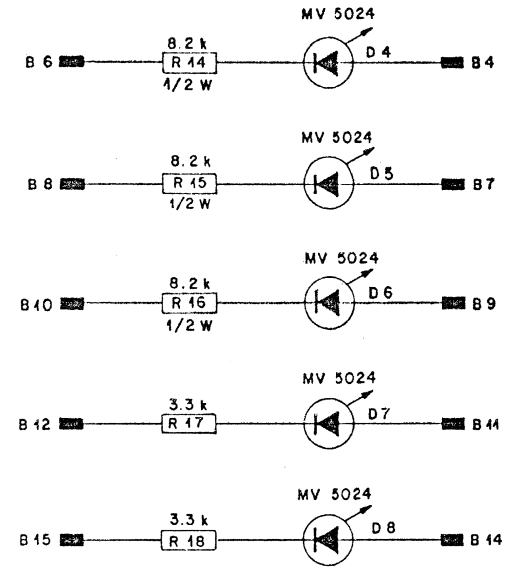 MV 5024
8.2 k
B 6 R 14 D 4 B 4
1/2 W
MV 5024
8.2 k
B 8 R 15 D 5 B 7
1/2 W
MV 5024
8.2 k
B 10 R 16 D 6 B 9
1/2 W
MV 5024
3.3 k
B 12 R 17 D 7 B 11
MV 5024
3.3 k
B 15 R 18 D 8 B 14